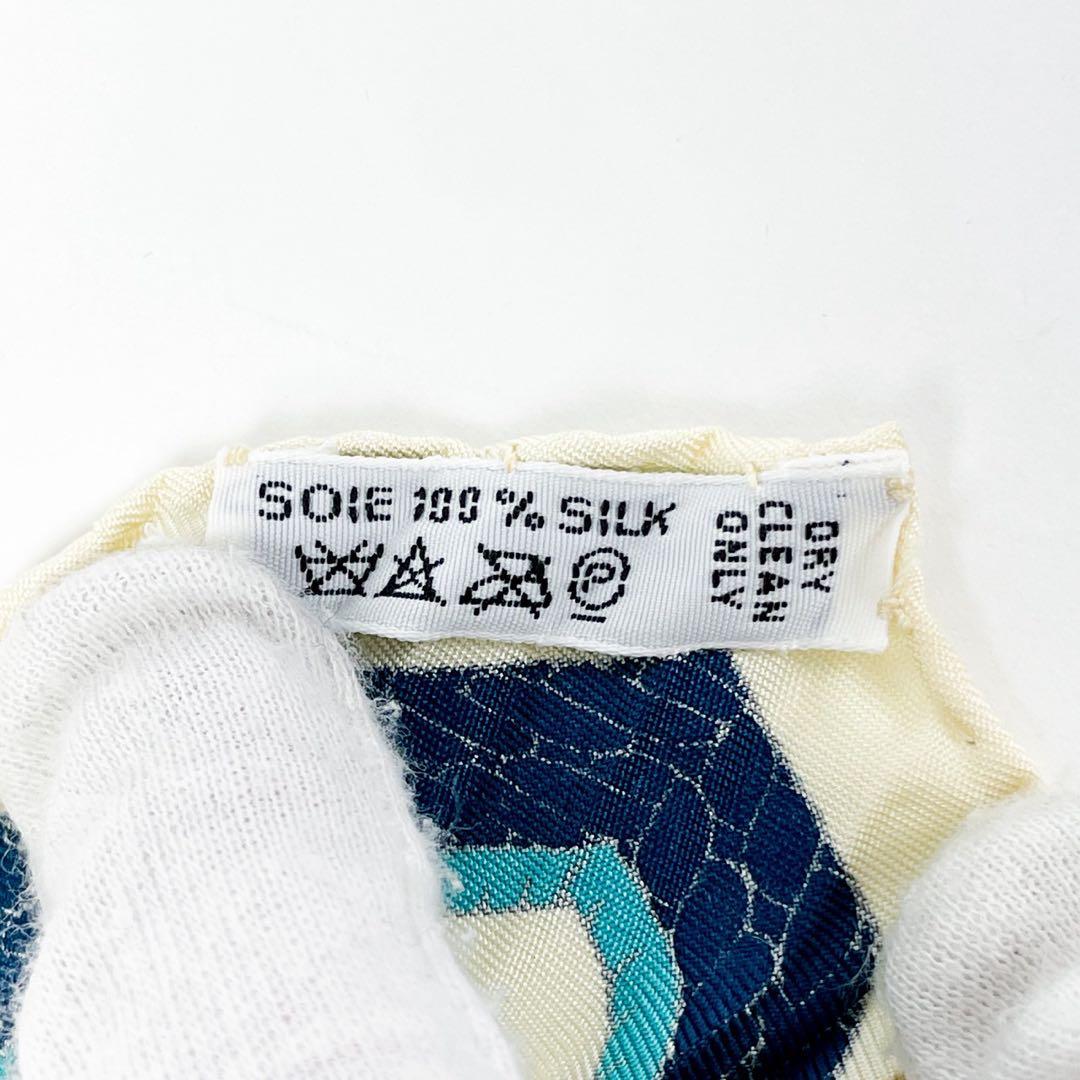 SOIE 100 % SILK
P
DRY
CLEAN
ONLY